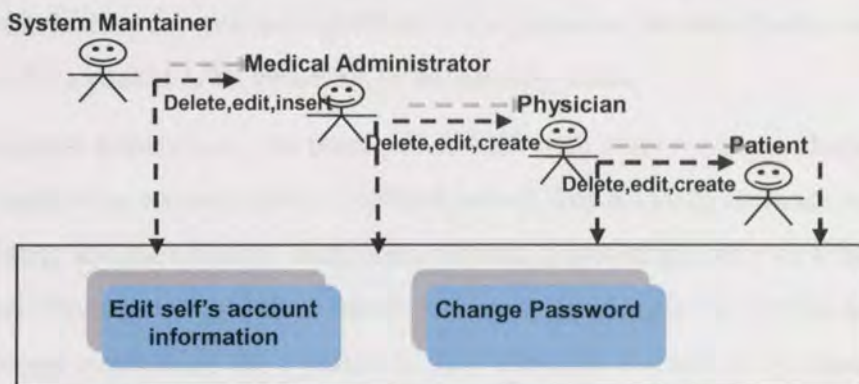 System Maintainer
Medical Administrator
Delete,edit,insert
Physician
Delete,edit,create
Patient
Delete,edit,create
Edit self's account
information
Change Password